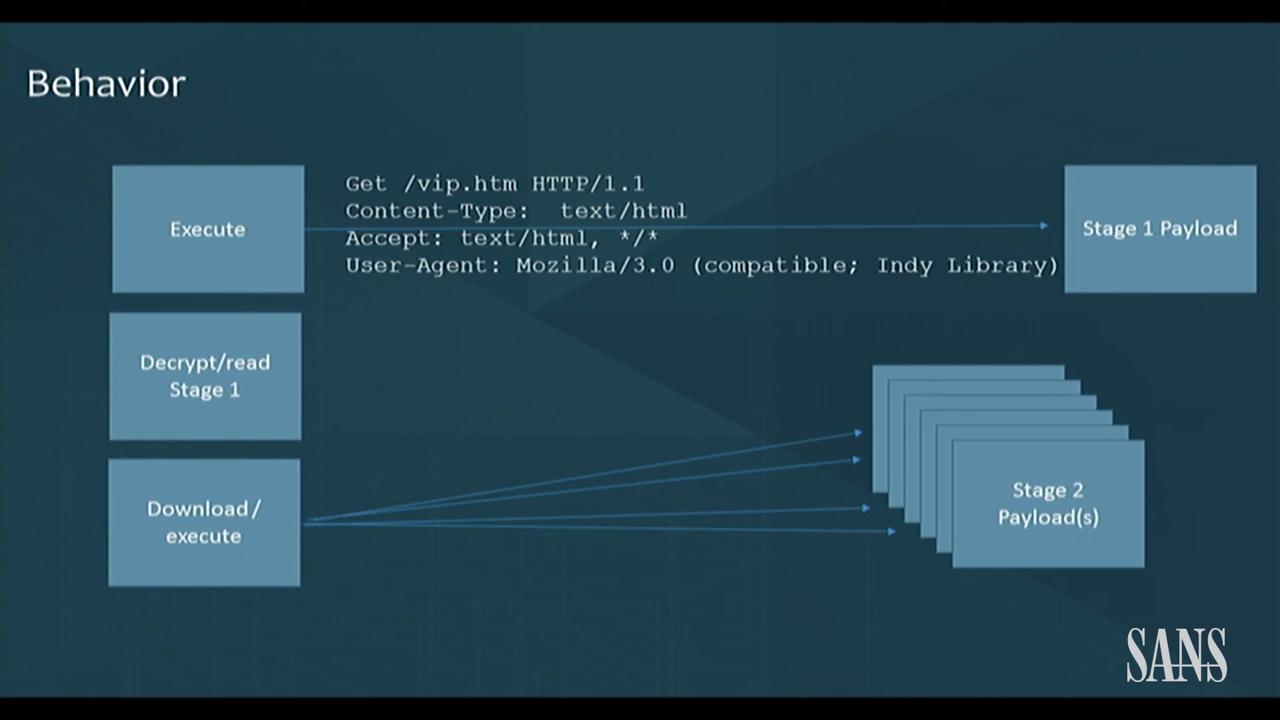 Behavior
Execute
Get /vip.htm HTTP/1.1
Content-Type:  text/html
Accept: text/html, */*
User-Agent: Mozilla/3.0 (compatible; Indy Library)
Stage 1 Payload
Decrypt/read
Stage 1
Download/
execute
Stage 2
Payload(s)
SANS